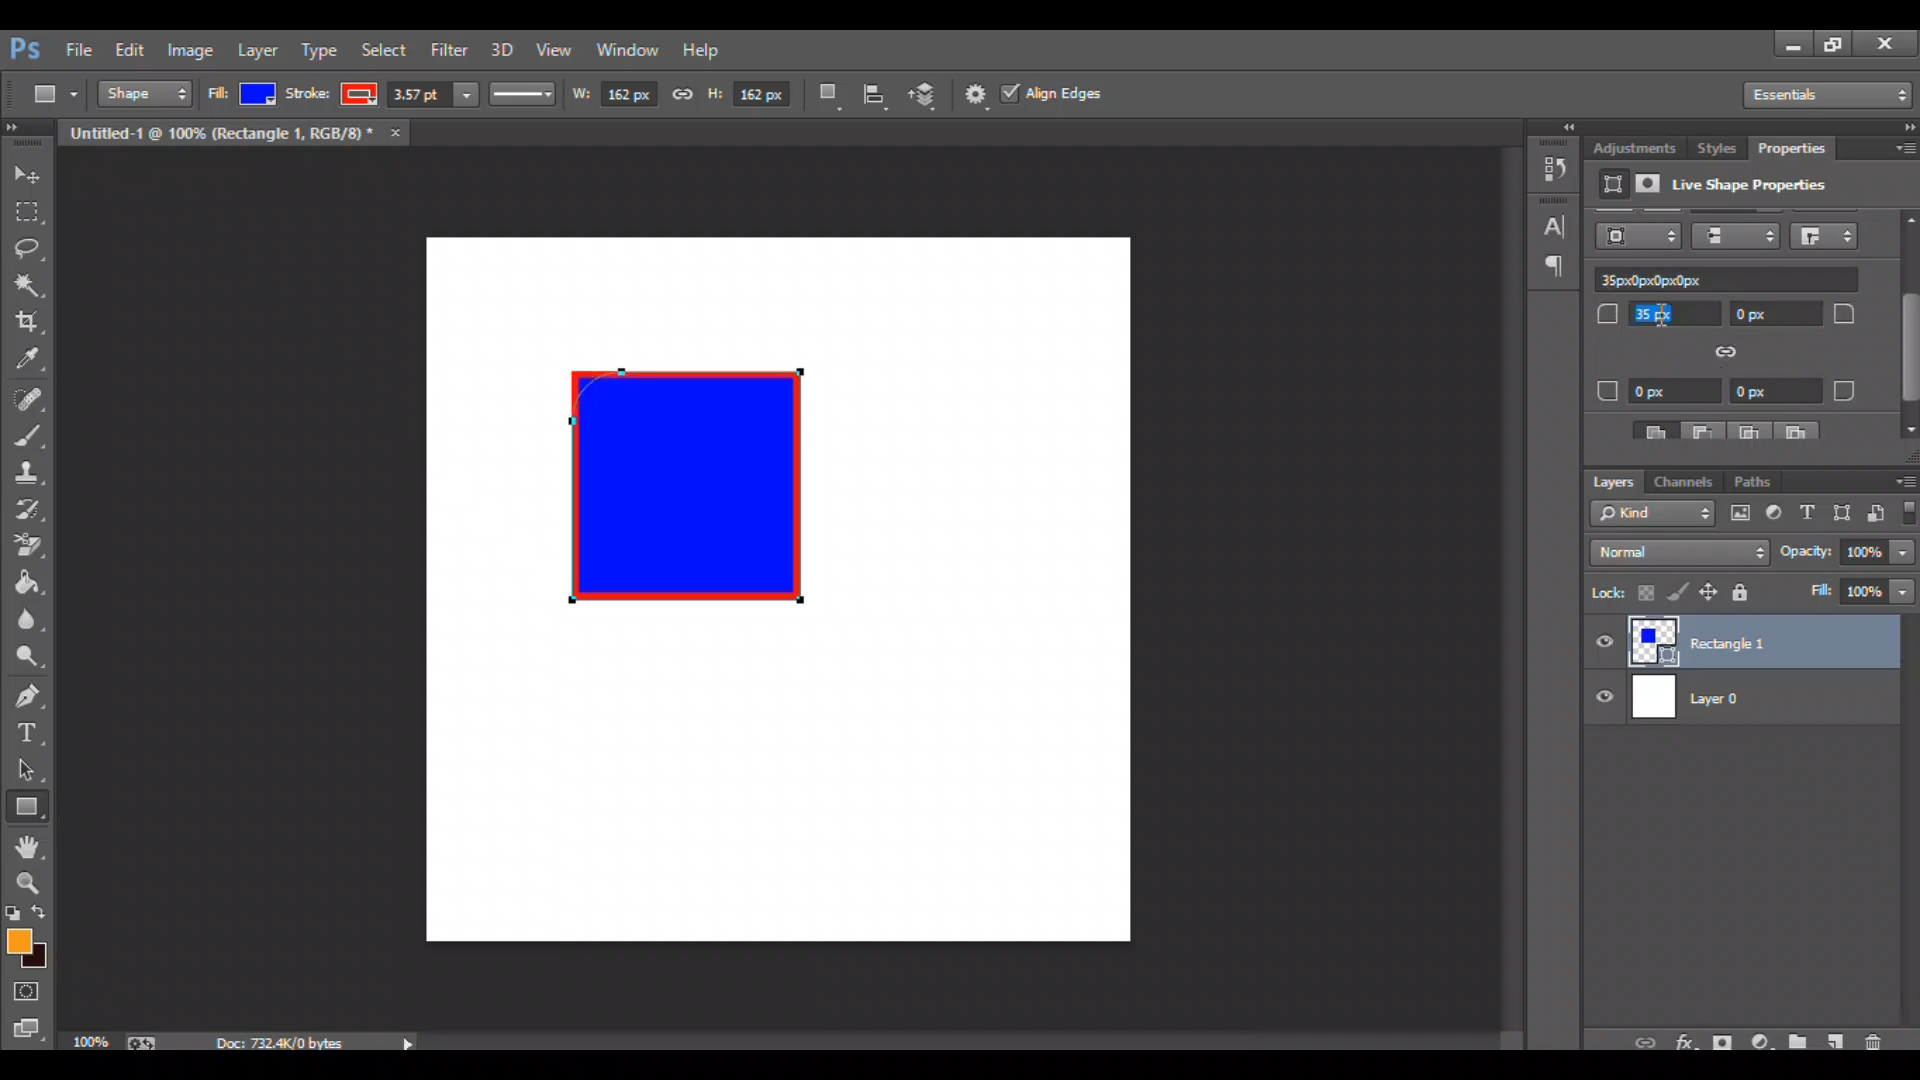 Ps File Edit Image Layer Type Select Filter 3D View Window Help
Shape Fill: Stroke: 3.57 pt W: 162 px H: 162 px Align Edges Essentials
Untitled-1 @ 100% (Rectangle 1, RGB/8) * ×
Adjustments Styles Properties
Live Shape Properties
35px0px0px0px
35 px 0 px
0 px 0 px
Layers Channels Paths
Kind
Normal Opacity: 100%
Lock: Fill: 100%
Rectangle 1
Layer 0
100% Doc: 732.4K/0 bytes
fx.